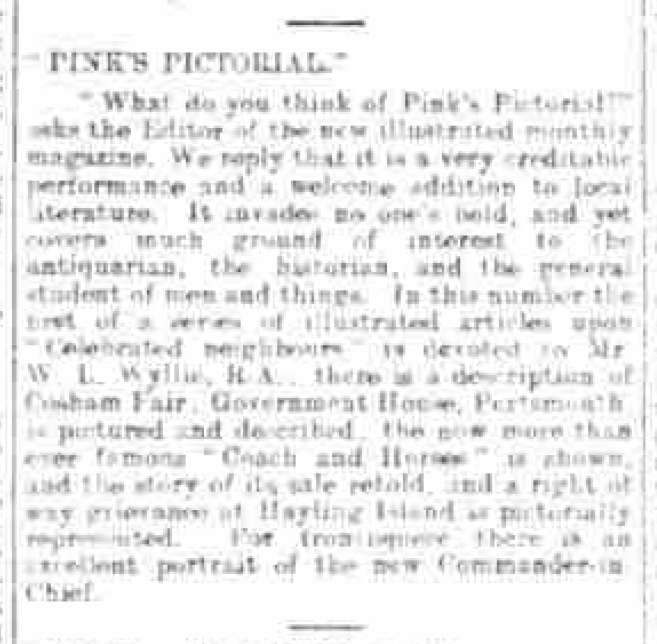 "PINK'S PICTORIAL."
"What do you think of Pink's Pictorial?"
asks the Editor of the new illustrated monthly
magazine. We reply that it is a very creditable
performance and a welcome addition to local
literature. It invades no one's field, and yet
covers much ground of interest to the
antiquarian, the historian, and the general
student of men and things. In this number the
first of a series of illustrated articles upon
"Celebrated neighbours" is devoted to Mr.
W. L. Wyllie, R.A., there is a description of
Cosham Fair, Government House, Portsmouth
is pictured and described, the now more than
ever famous "Coach and Horses" is shown,
and the story of its sale retold, and a right of
way grievance at Hayling Island is pictorially
represented. For frontispiece there is an
excellent portrait of the new Commander-in-
Chief.